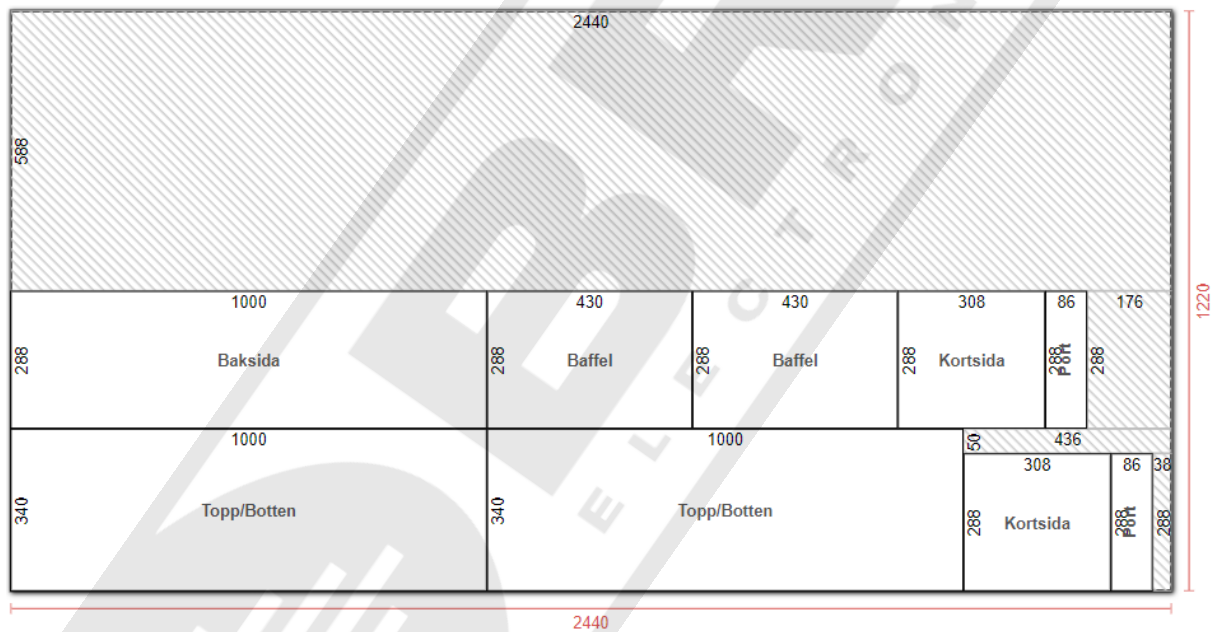 2440
588
1220
1000 430 430 308 86 176
288 Baksida 288 Baffel 288 Baffel 288 Kortsida 288 Port 288
1000 1000 50 436
308 86 38
340 Topp/Botten 340 Topp/Botten 288 Kortsida 288 Port 288
2440
ELECTRON